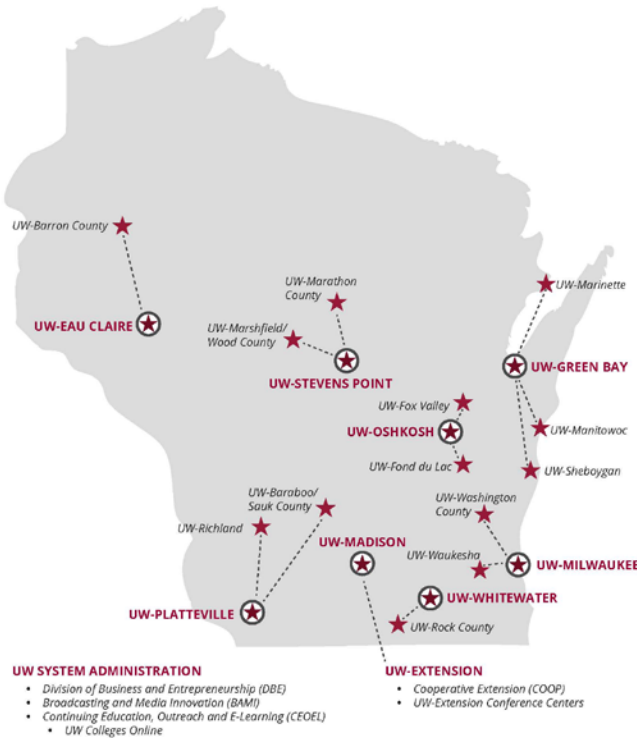 UW-Barron County
UW-Marinette
UW-Marathon
County
UW-EAU CLAIRE
UW-Marshfield/
Wood County
UW-GREEN BAY
UW-STEVENS POINT
UW-Fox Valley
UW-OSHKOSH
UW-Manitowoc
UW-Fond du Lac
UW-Sheboygan
UW-Baraboo/
Sauk County
UW-Washington
County
UW-Richland
UW-MADISON
UW-Waukesha
UW-MILWAUKEE
UW-WHITEWATER
UW-PLATTEVILLE
UW-Rock County
UW SYSTEM ADMINISTRATION
• Division of Business and Entrepreneurship (DBE)
• Broadcasting and Media Innovation (BAMI)
• Continuing Education, Outreach and E-Learning (CEOEL)
• UW Colleges Online
UW-EXTENSION
• Cooperative Extension (COOP)
• UW-Extension Conference Centers